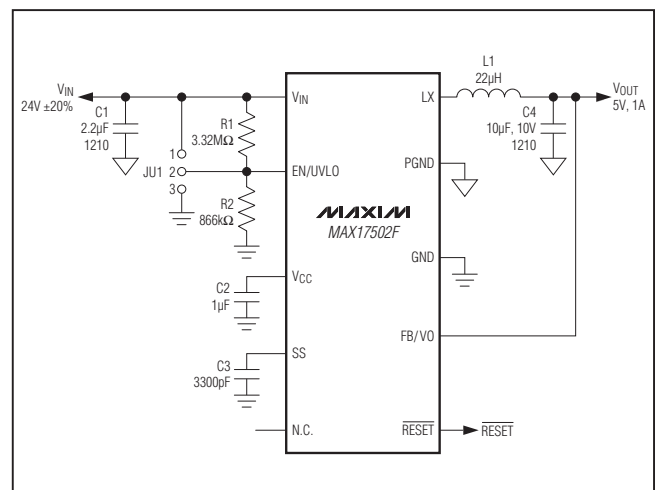 VIN
24V ±20%
C1
2.2µF
1210
1
JU1 2
3
R1
3.32MΩ
R2
866kΩ
C2
1µF
C3
3300pF
VIN
EN/UVLO
VCC
SS
N.C.
MAXIM
MAX17502F
LX
PGND
GND
FB/VO
RESET
RESET
L1
22µH
C4
10µF, 10V
1210
VOUT
5V, 1A